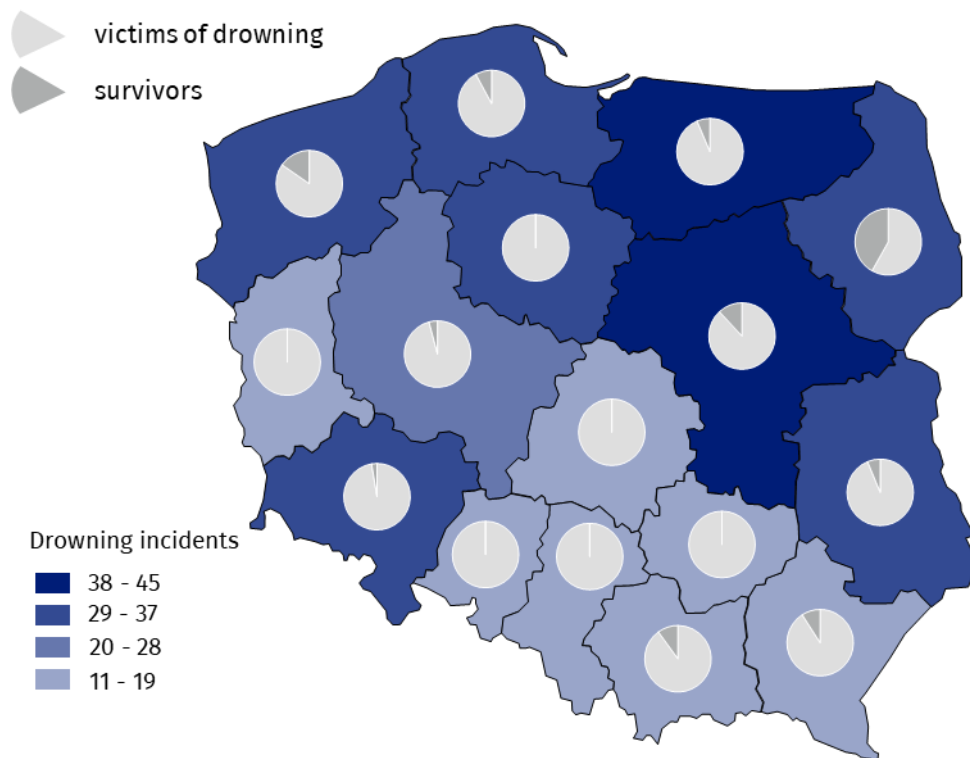 victims of drowning
survivors
Drowning incidents
38 - 45
29 - 37
20 - 28
11 - 19